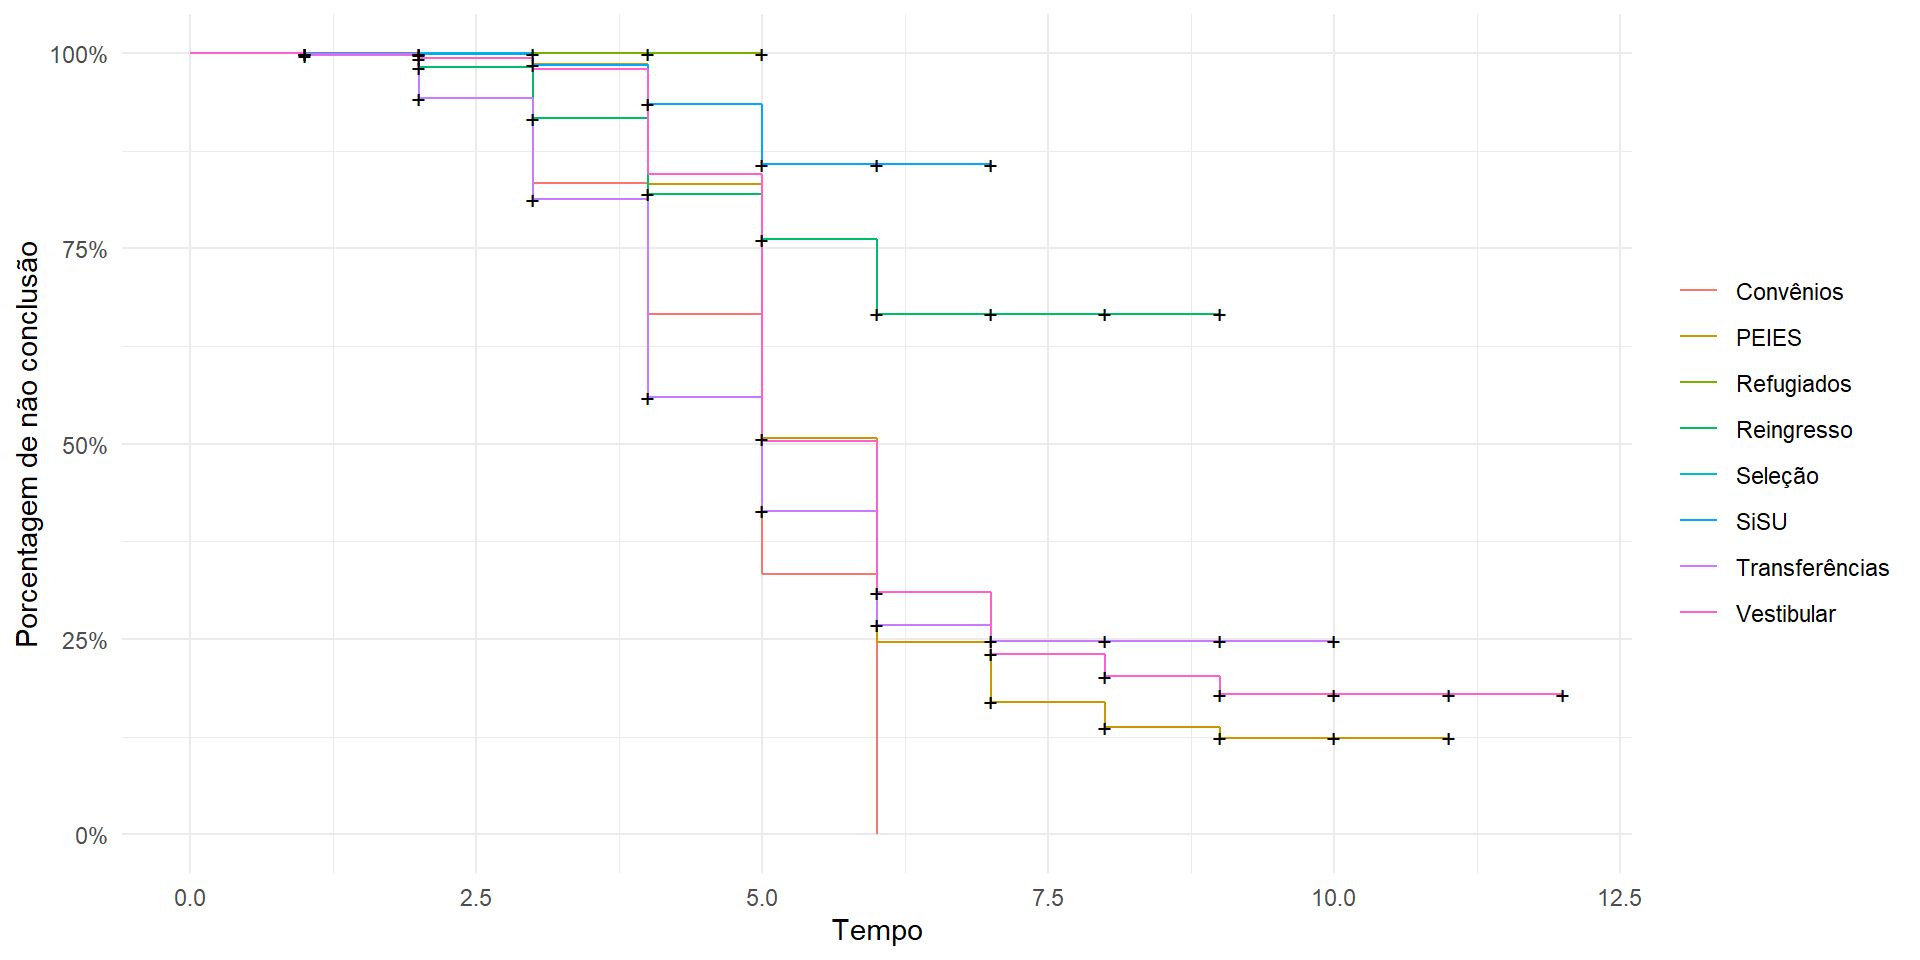 100%
75%
50%
25%
0%
Porcentagem de não conclusão
0.0 2.5 5.0 7.5 10.0 12.5
Tempo
Convênios
PEIES
Refugiados
Reingresso
Seleção
SiSU
Transferências
Vestibular